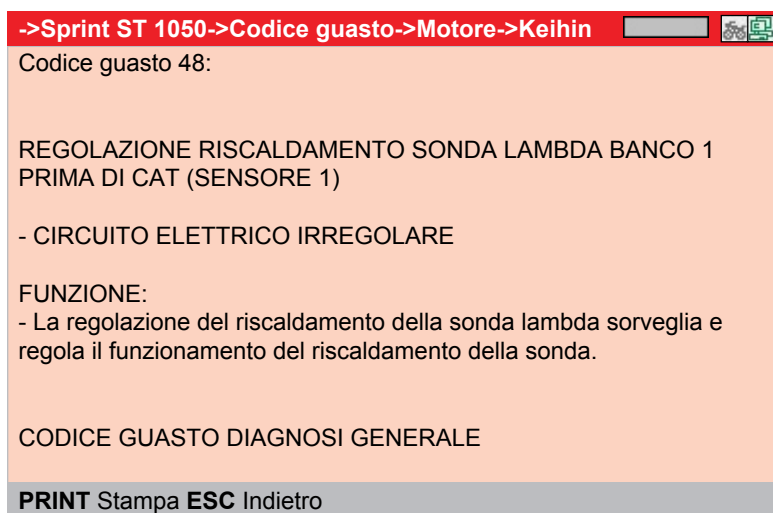 ->Sprint ST 1050->Codice guasto->Motore->Keihin
Codice guasto 48:
REGOLAZIONE RISCALDAMENTO SONDA LAMBDA BANCO 1
PRIMA DI CAT (SENSORE 1)
- CIRCUITO ELETTRICO IRREGOLARE
FUNZIONE:
- La regolazione del riscaldamento della sonda lambda sorveglia e
regola il funzionamento del riscaldamento della sonda.
CODICE GUASTO DIAGNOSI GENERALE
PRINT Stampa ESC Indietro